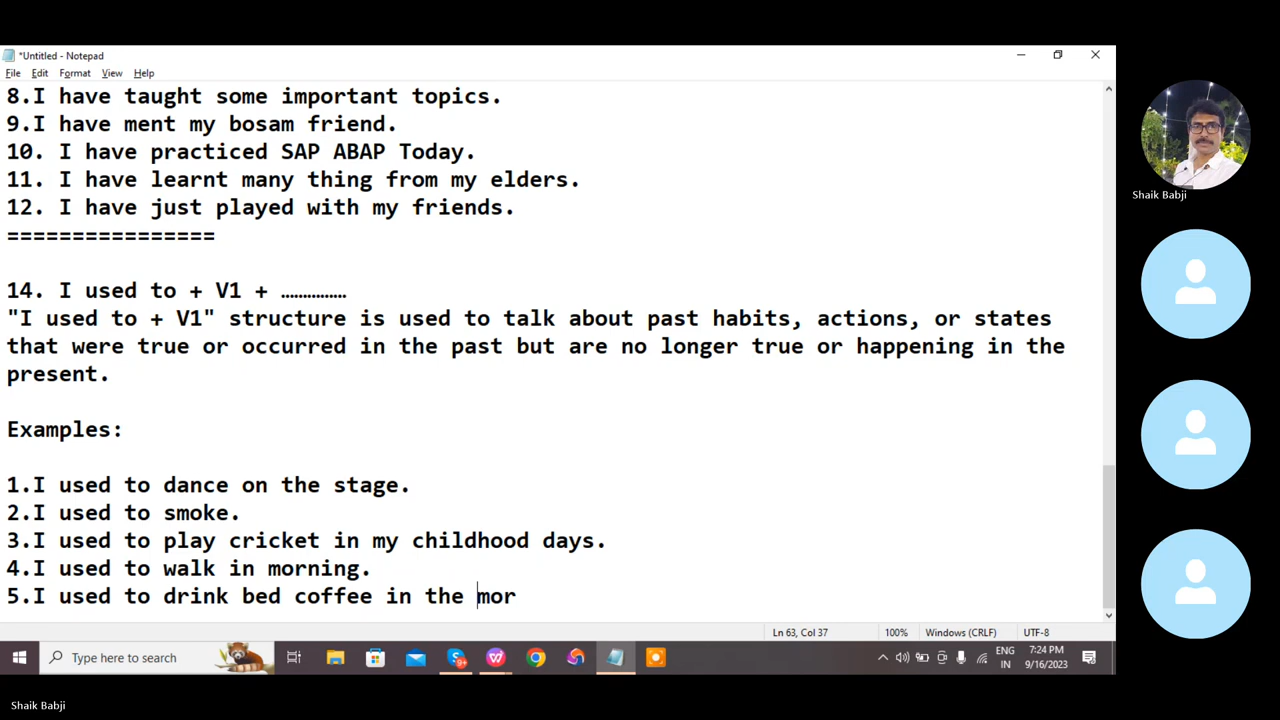 *Untitled - Notepad
File Edit Format View Help
8.I have taught some important topics.
9.I have ment my bosam friend.
10. I have practiced SAP ABAP Today.
11. I have learnt many thing from my elders.
12. I have just played with my friends.
================
14. I used to + V1 + ……………
"I used to + V1" structure is used to talk about past habits, actions, or states
that were true or occurred in the past but are no longer true or happening in the
present.
Examples:
1.I used to dance on the stage.
2.I used to smoke.
3.I used to play cricket in my childhood days.
4.I used to walk in morning.
5.I used to drink bed coffee in the mor
Ln 63, Col 37 100% Windows (CRLF) UTF-8
Type here to search
ENG
IN
7:24 PM
9/16/2023
Shaik Babji
Shaik Babji